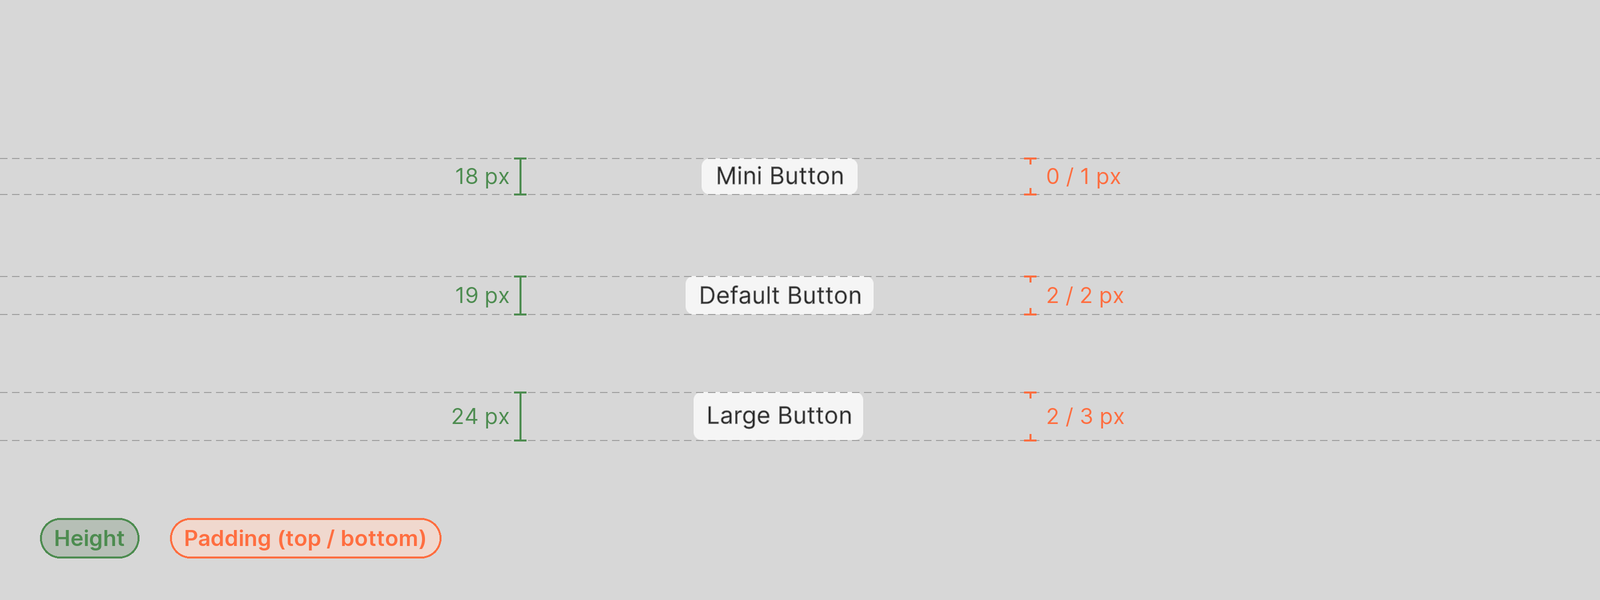 18 px Mini Button 0 / 1 px
19 px Default Button 2 / 2 px
24 px Large Button 2 / 3 px
Height Padding (top / bottom)